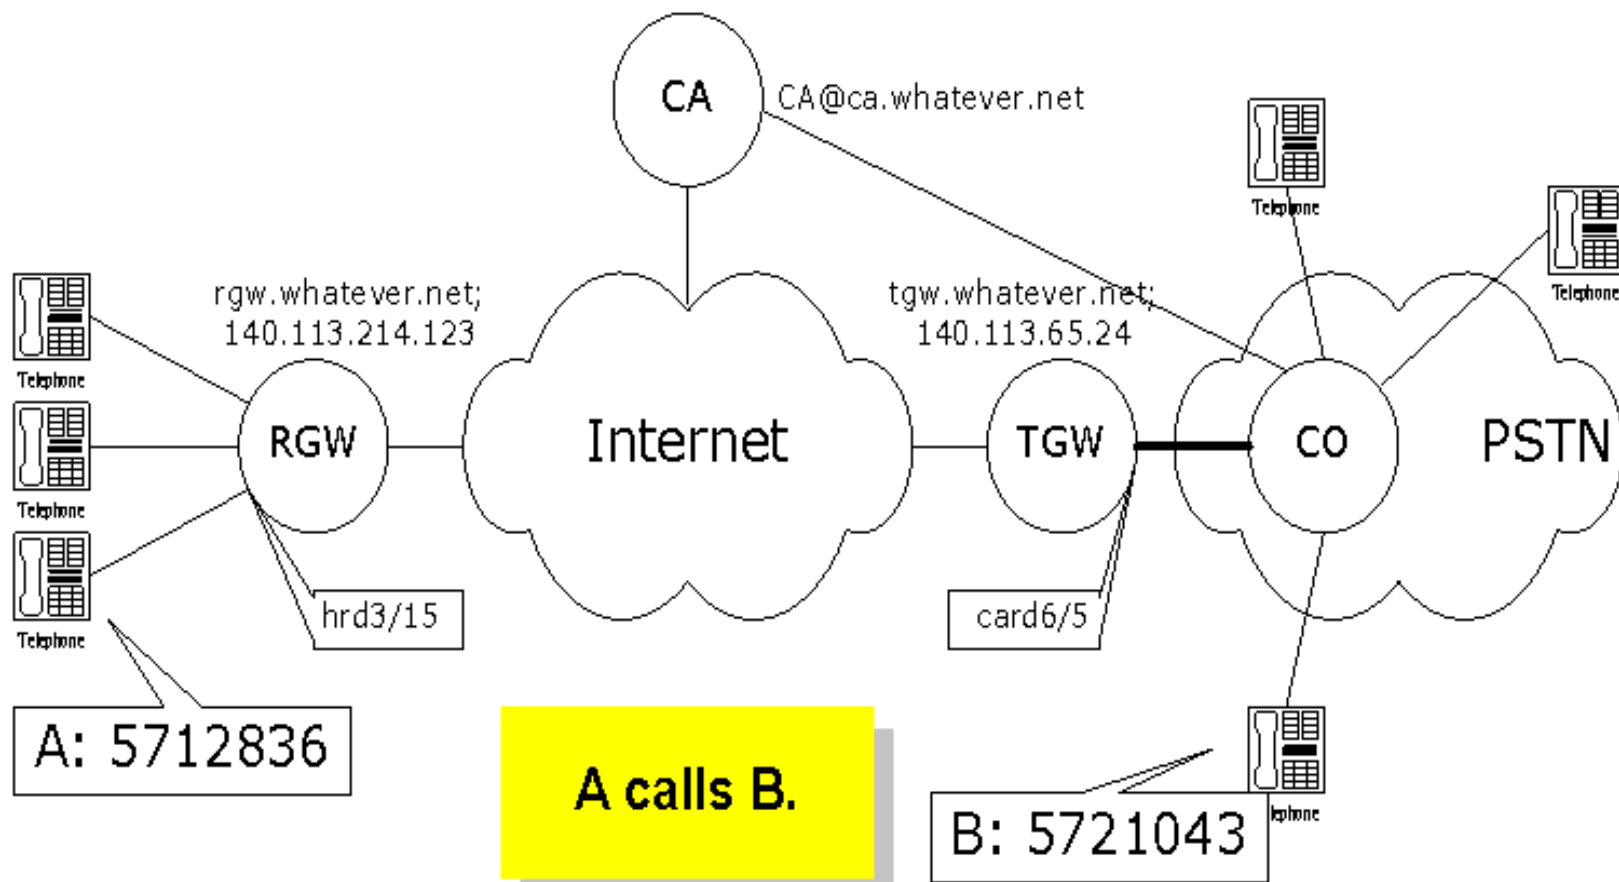 CA
CA@ca.whatever.net
Telephone
Telephone
rgw.whatever.net;
140.113.214.123
tgw.whatever.net;
140.113.65.24
Telephone
RGW
Internet
TGW
CO
PSTN
Telephone
hrd3/15
card6/5
Telephone
A: 5712836
A calls B.
B: 5721043
lephone